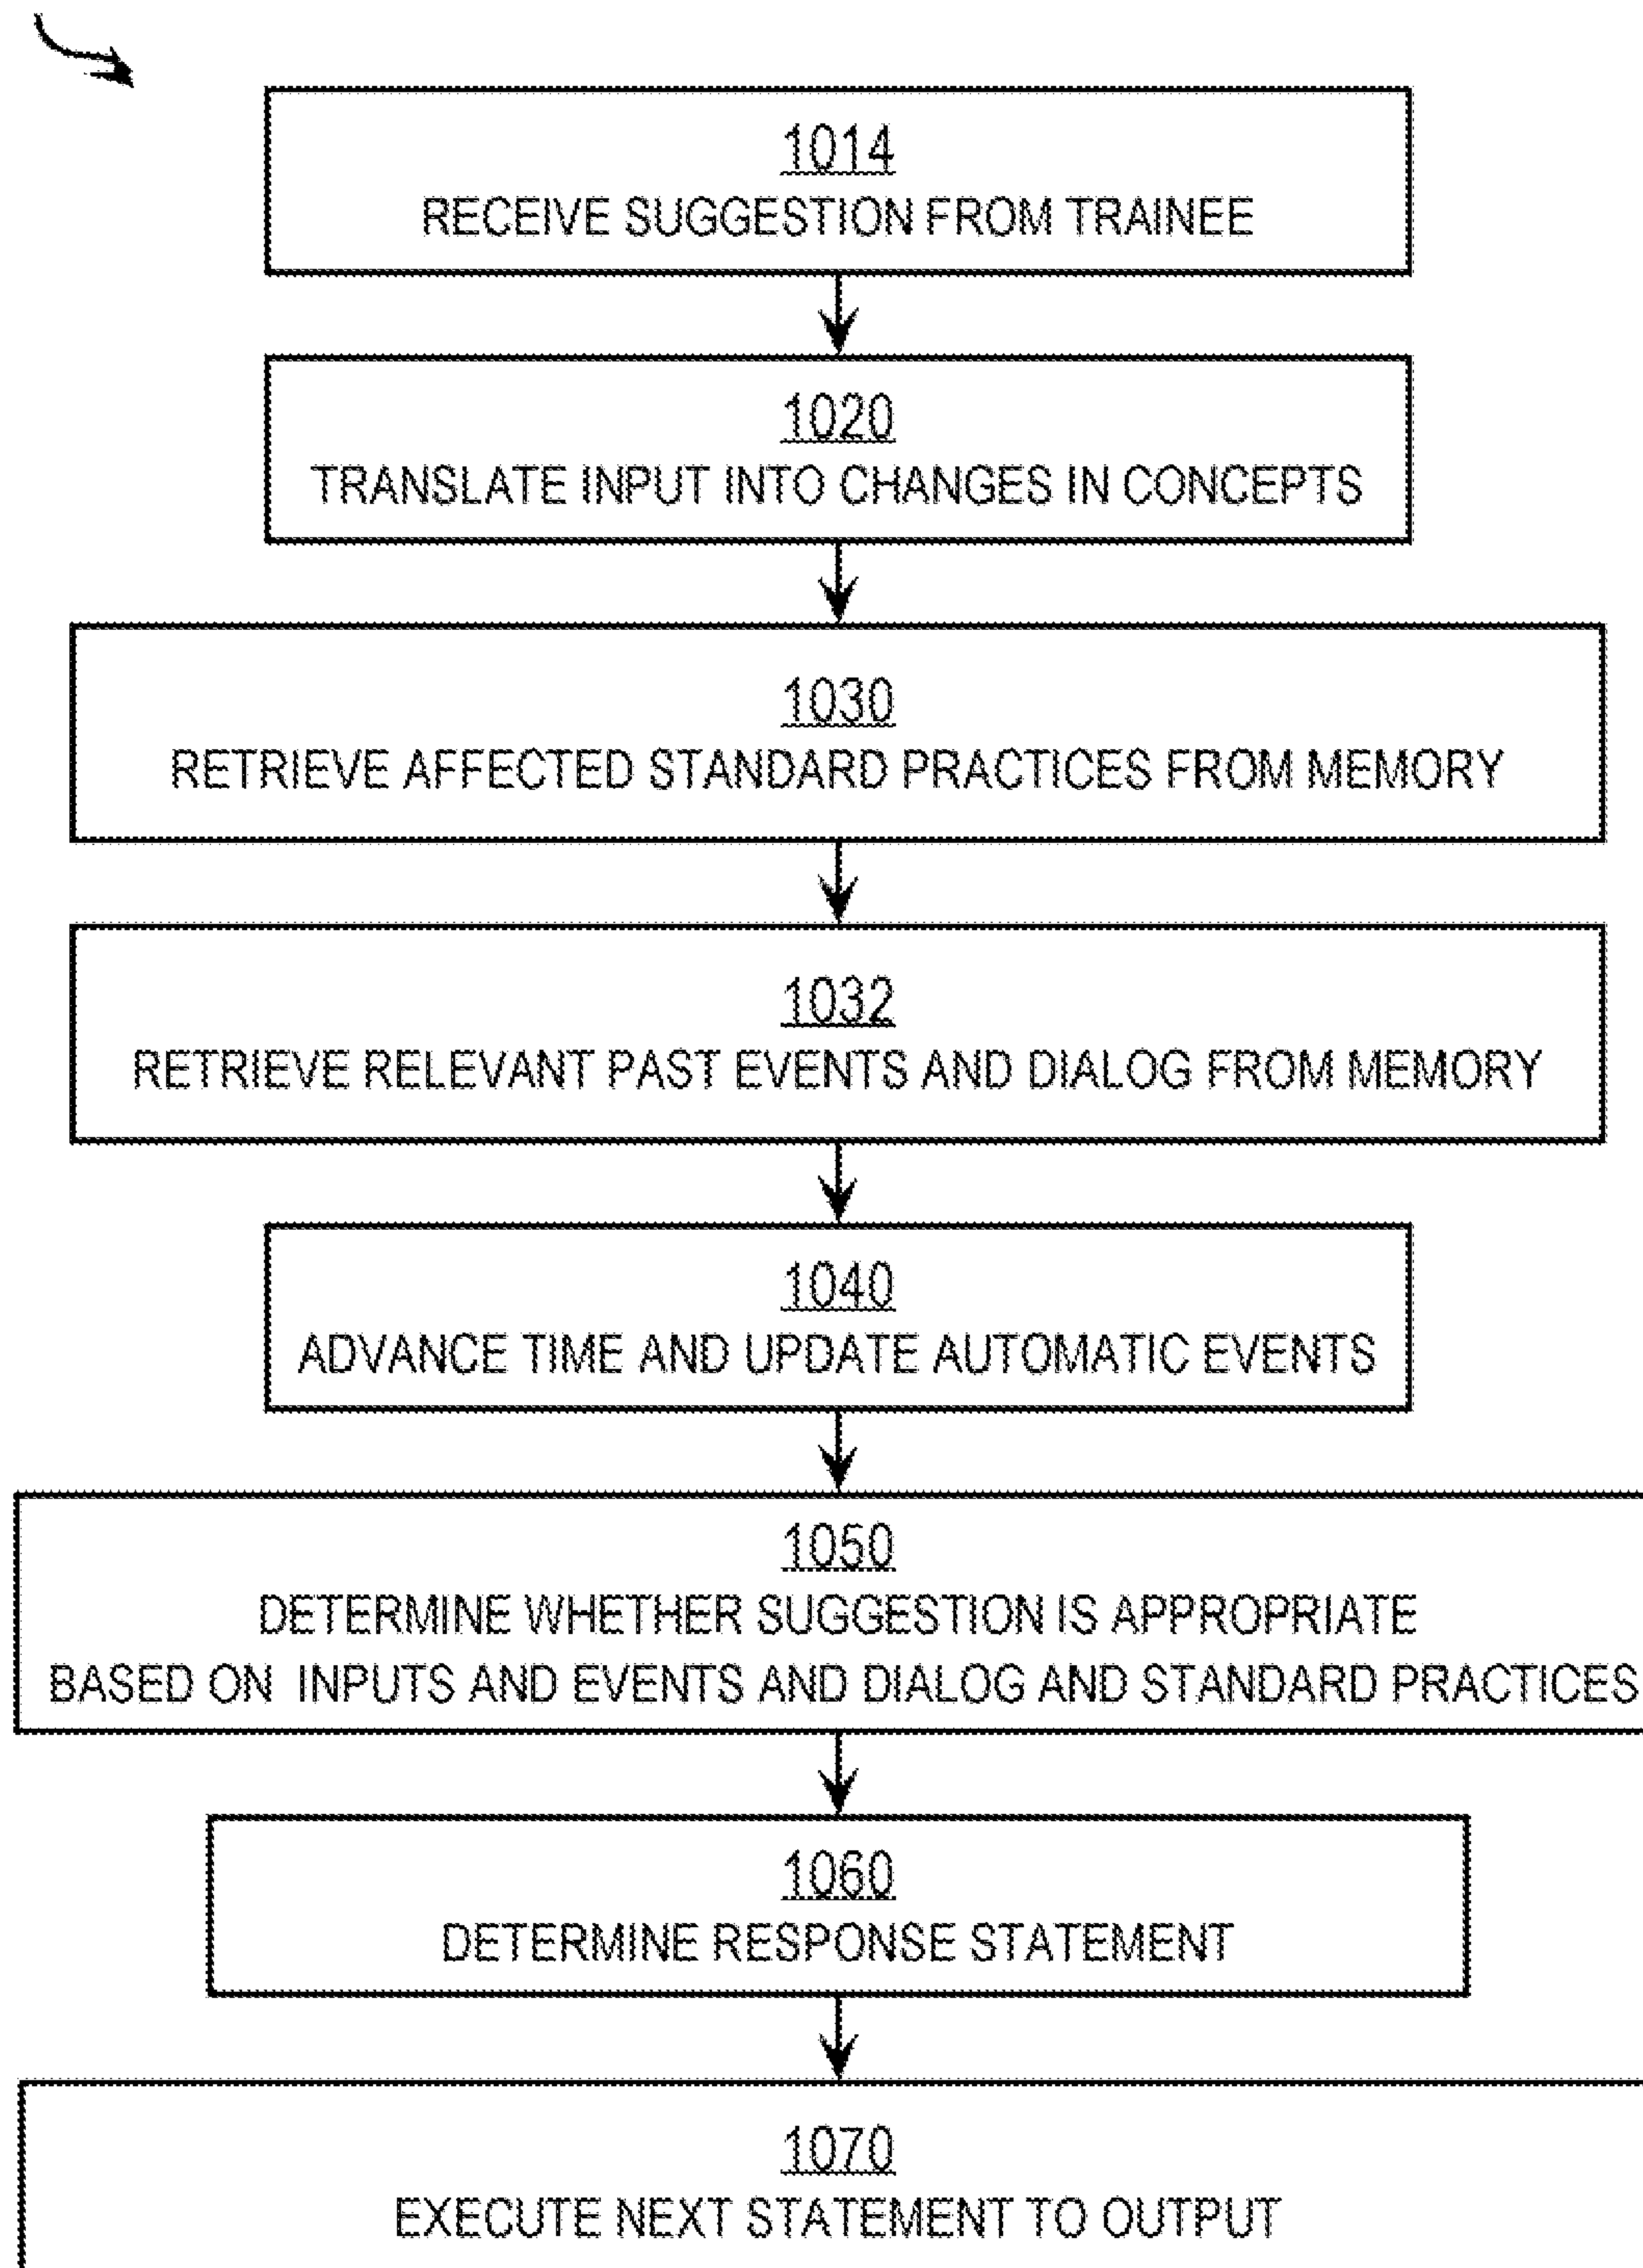 1014
RECEIVE SUGGESTION FROM TRAINEE
1020
TRANSLATE INPUT INTO CHANGES IN CONCEPTS
1030
RETRIEVE AFFECTED STANDARD PRACTICES FROM MEMORY
1032
RETRIEVE RELEVANT PAST EVENTS AND DIALOG FROM MEMORY
1040
ADVANCE TIME AND UPDATE AUTOMATIC EVENTS
1050
DETERMINE WHETHER SUGGESTION IS APPROPRIATE
BASED ON INPUTS AND EVENTS AND DIALOG AND STANDARD PRACTICES
1060
DETERMINE RESPONSE STATEMENT
1070
EXECUTE NEXT STATEMENT TO OUTPUT